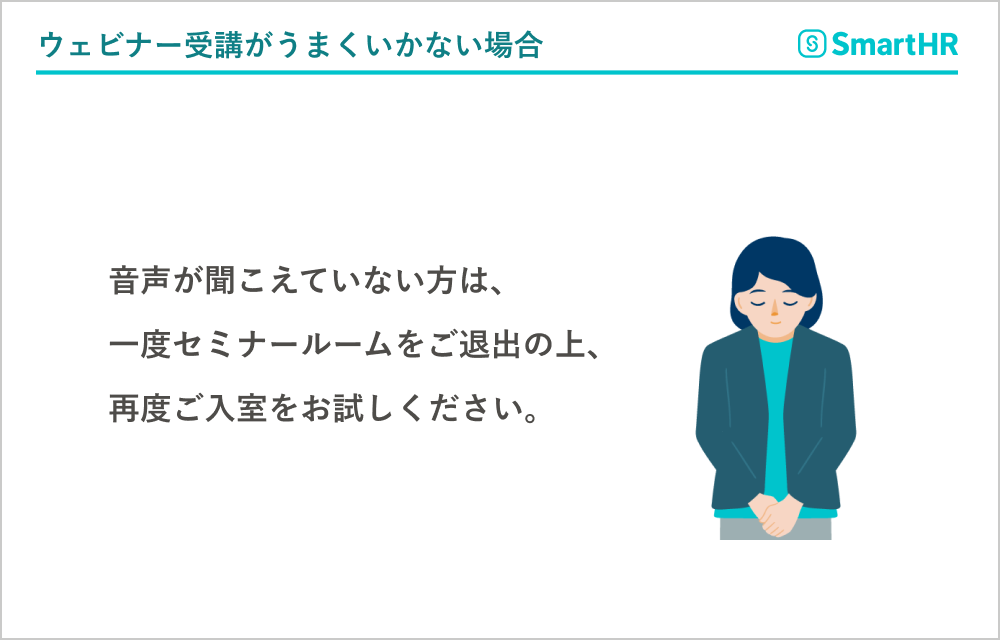 ウェビナー受講がうまくいかない場合
SmartHR
音声が聞こえていない方は、
一度セミナールームをご退出の上、
再度ご入室をお試しください。